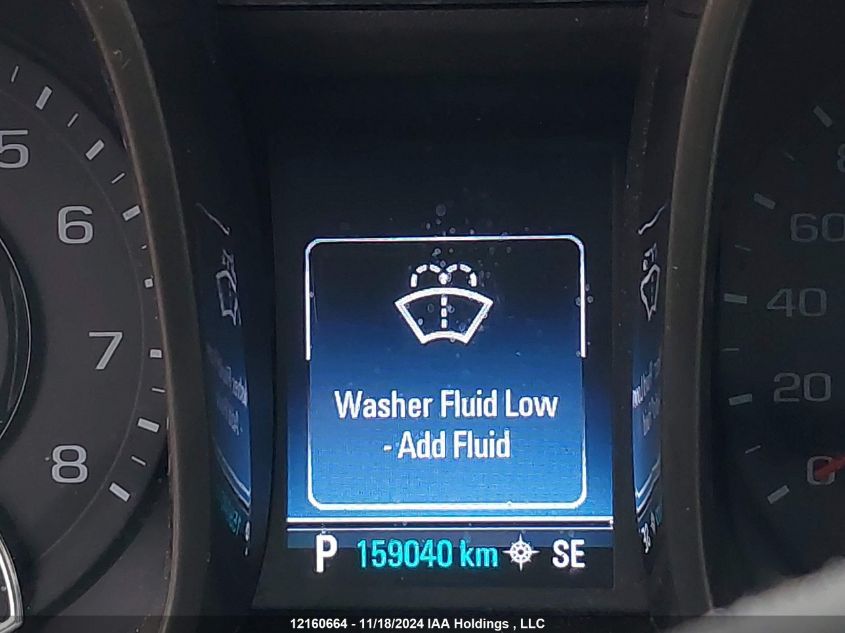 5
6
7
8
60
40
20
0
Washer Fluid Low
- Add Fluid
P 159040 km SE
12160664 - 11/18/2024 IAA Holdings , LLC